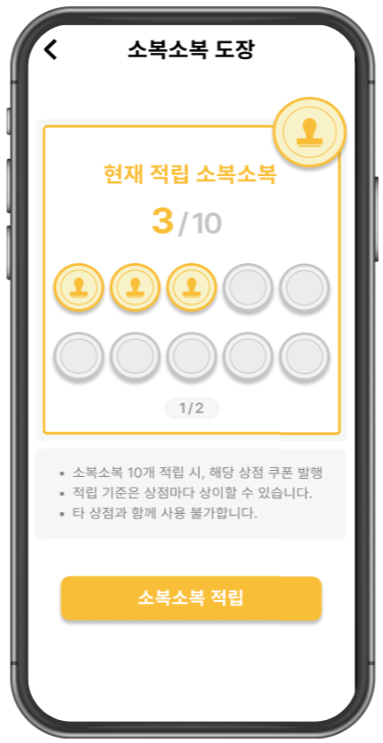 소복소복 도장
현재 적립 소복소복
3/10
1/2
• 소복소복 10개 적립 시, 해당 상점 쿠폰 발행
• 적립 기준은 상점마다 상이할 수 있습니다.
• 타 상점과 함께 사용 불가합니다.
소복소복 적립